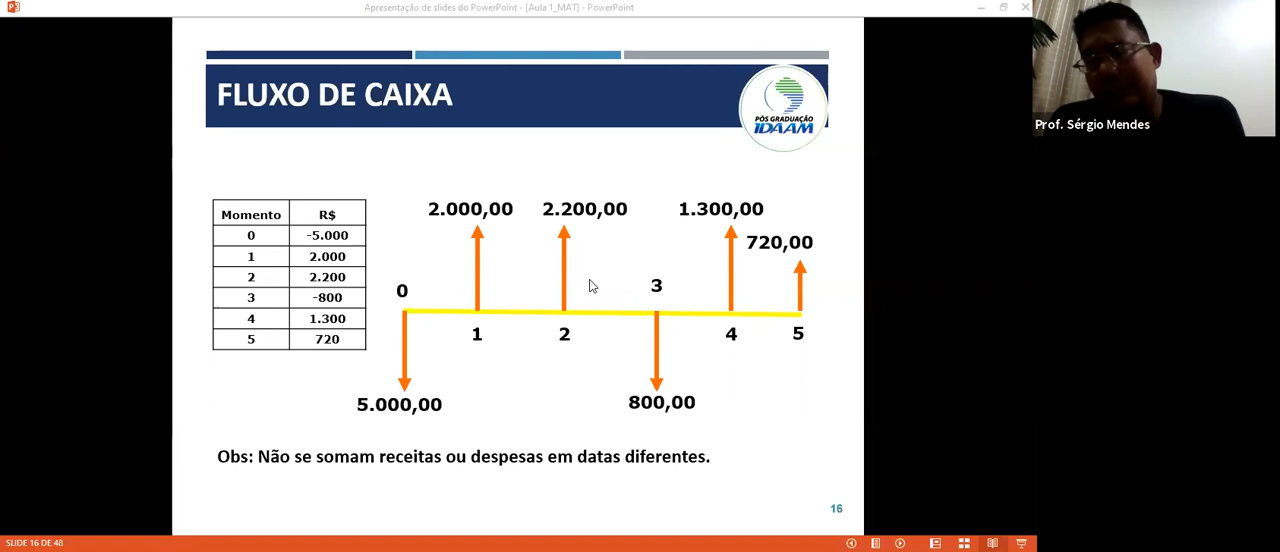 Apresentação de slides do PowerPoint - [Aula 1_MAT] - PowerPoint
FLUXO DE CAIXA
PÓS GRADUAÇÃO
IDAAM
Prof. Sérgio Mendes
Momento R$
0 -5.000
1 2.000
2 2.200
3 -800
4 1.300
5 720
2.000,00 2.200,00 1.300,00
720,00
0 3
1 2 4 5
5.000,00 800,00
Obs: Não se somam receitas ou despesas em datas diferentes.
16
SLIDE 16 DE 48